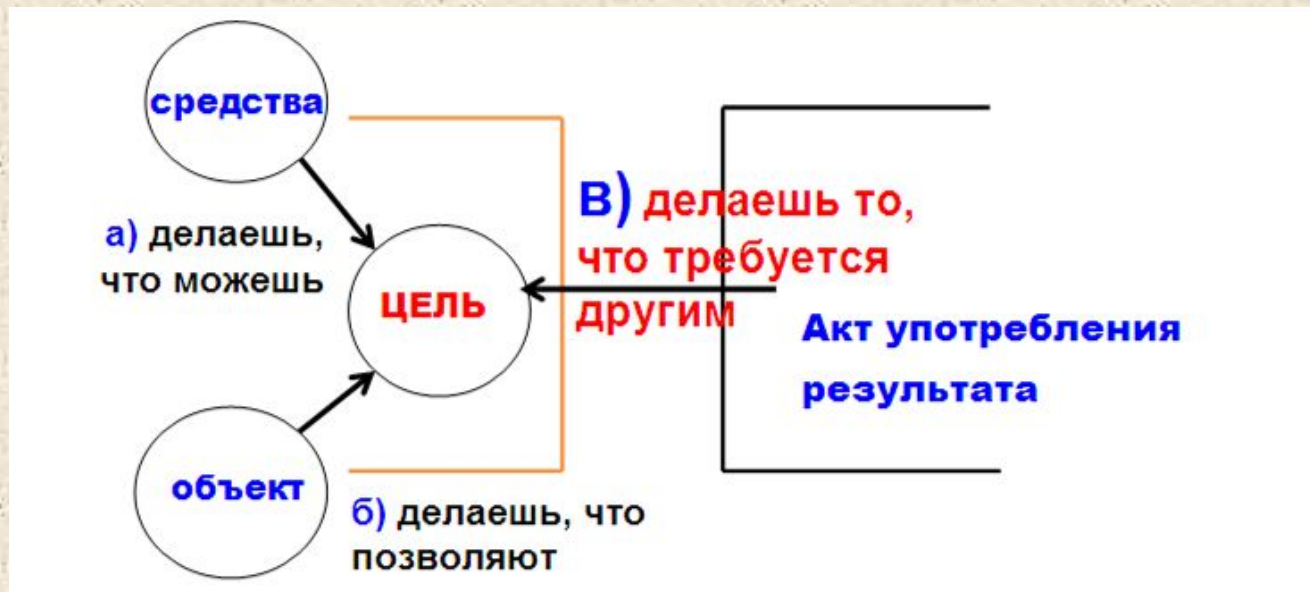 средства
а) делаешь,
что можешь
ЦЕЛЬ
В) делаешь то,
что требуется
другим
Акт употребления
результата
объект
б) делаешь, что
позволяют